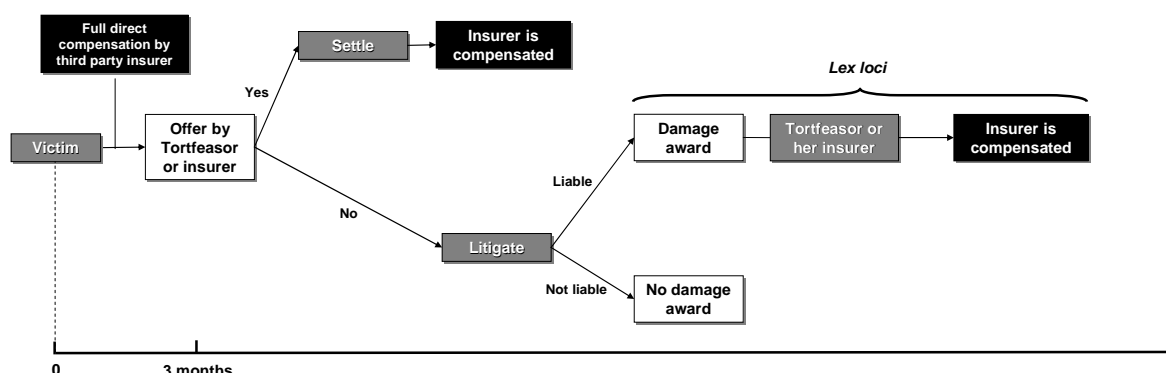 Full direct
compensation by
third party insurer
Settle
Insurer is
compensated
Lex loci
Yes
Victim
Offer by
Tortfeasor
or insurer
Damage
award
Tortfeasor or
her insurer
Insurer is
compensated
Liable
No
Litigate
Not liable
No damage
award
0
3 months